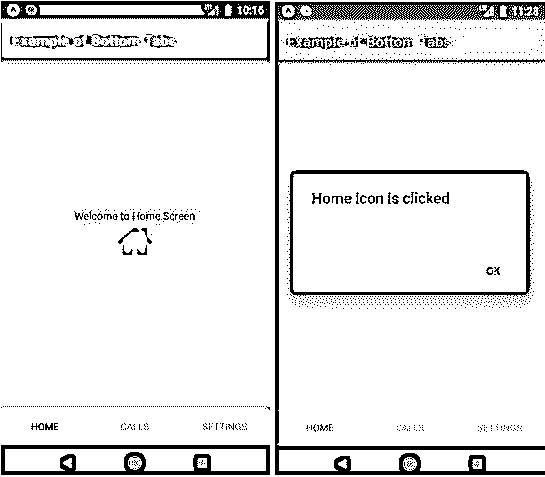 10:16
Example of Bottom Tabs
Welcome to Home Screen
HOME CALLS SETTINGS
11:23
Example of Bottom Tabs
Home icon is clicked
OK
HOME CALLS SETTINGS